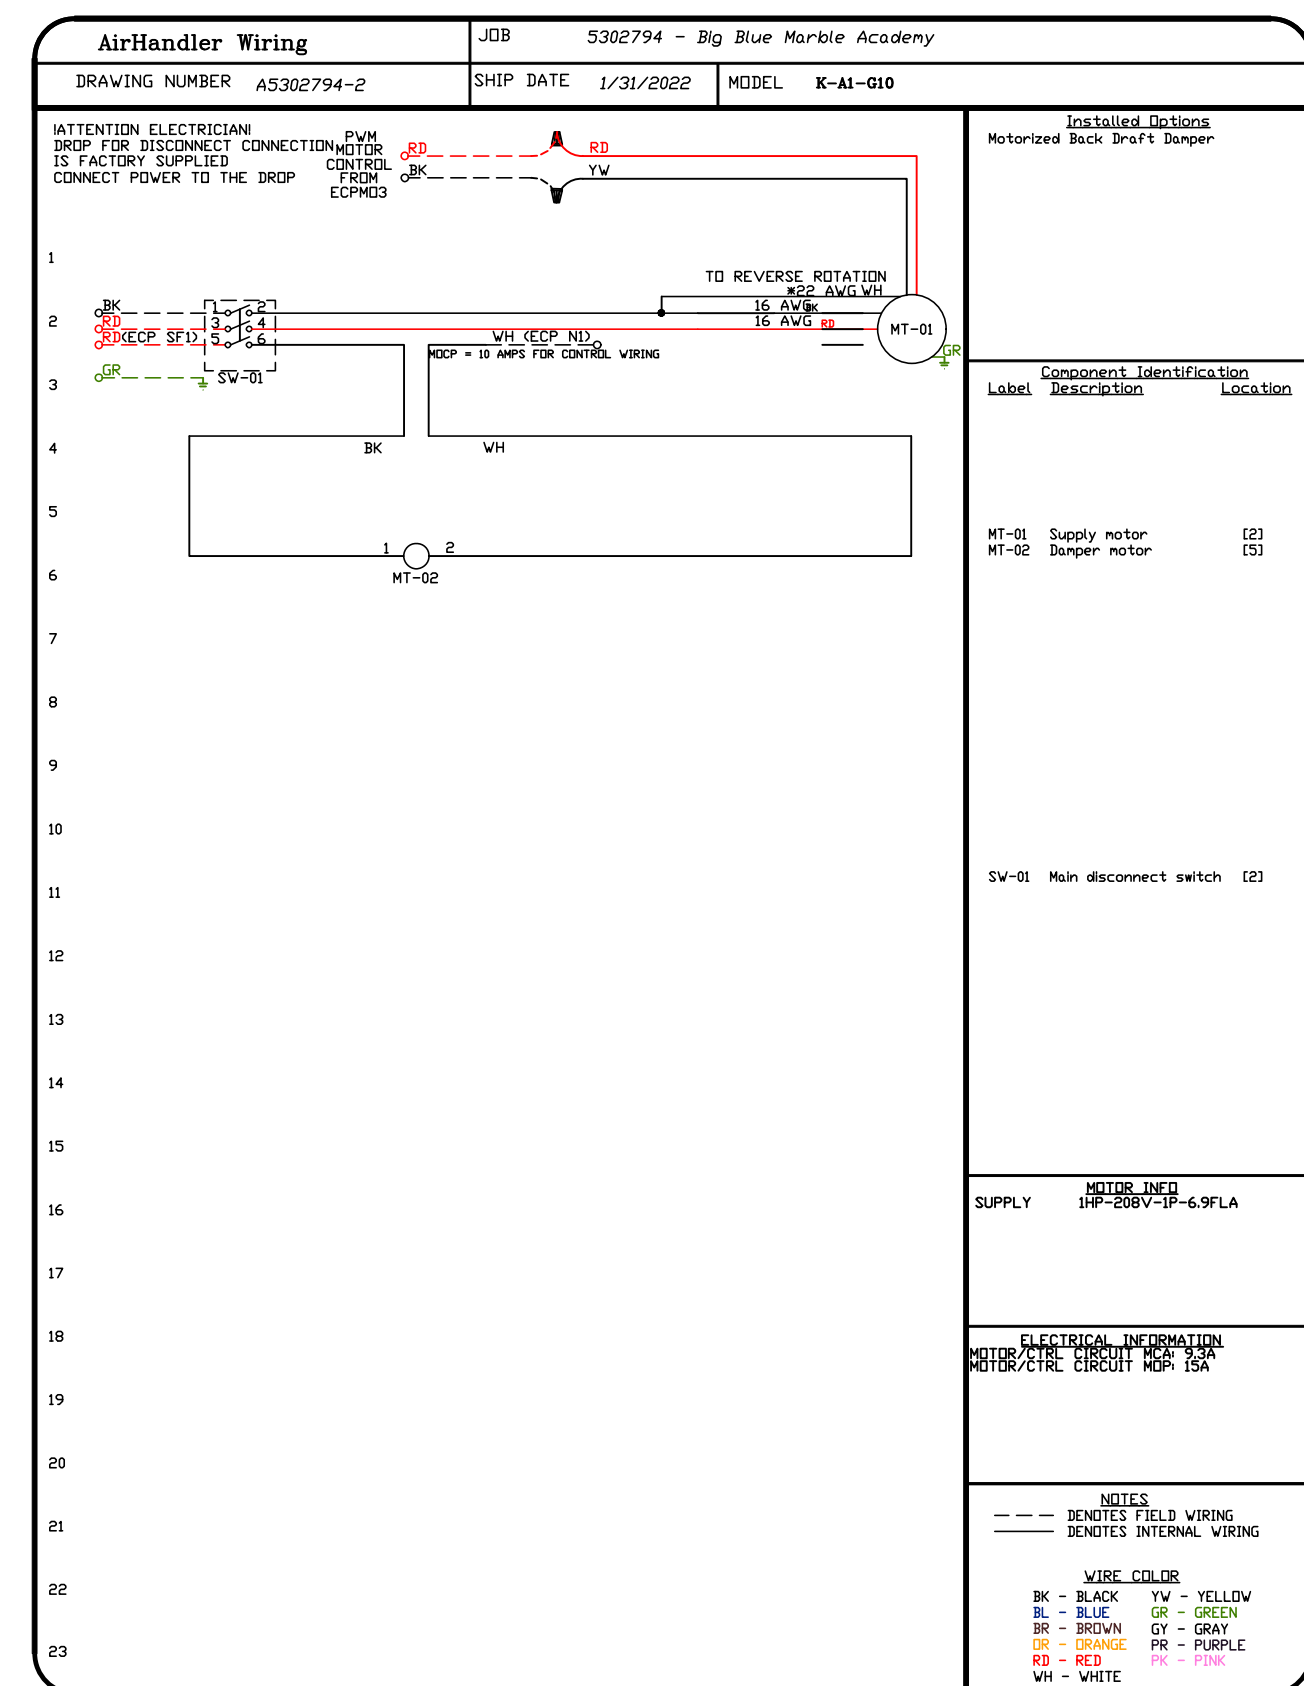 AirHandler Wiring
JOB 5302794 - Big Blue Marble Academy
DRAWING NUMBER A5302794-2
SHIP DATE 1/31/2022
MODEL K-A1-G10
!ATTENTION ELECTRICIAN!
DROP FOR DISCONNECT CONNECTION
IS FACTORY SUPPLIED
CONNECT POWER TO THE DROP
PWM
MOTOR
CONTROL
FROM
ECPM03
RD RD
BK YW
1
TO REVERSE ROTATION
*22 AWG WH
BK 1 2 16 AWG BK
2
RD 3 4 16 AWG RD MT-01
RD(ECP SF1) 5 6 WH (ECP N1)
MOCP = 10 AMPS FOR CONTROL WIRING
GR
GR SW-01
3
4 BK WH
5
1 2
6 MT-02
7
8
9
10
11
12
13
14
15
16
17
18
19
20
21
22
23
Installed Options
Motorized Back Draft Damper
Component Identification
Label Description Location
MT-01 Supply motor [2]
MT-02 Damper motor [5]
SW-01 Main disconnect switch [2]
MOTOR INFO
SUPPLY 1HP-208V-1P-6.9FLA
ELECTRICAL INFORMATION
MOTOR/CTRL CIRCUIT MCA: 9.3A
MOTOR/CTRL CIRCUIT MOP: 15A
NOTES
DENOTES FIELD WIRING
DENOTES INTERNAL WIRING
WIRE COLOR
BK - BLACK YW - YELLOW
BL - BLUE GR - GREEN
BR - BROWN GY - GRAY
OR - ORANGE PR - PURPLE
RD - RED PK - PINK
WH - WHITE